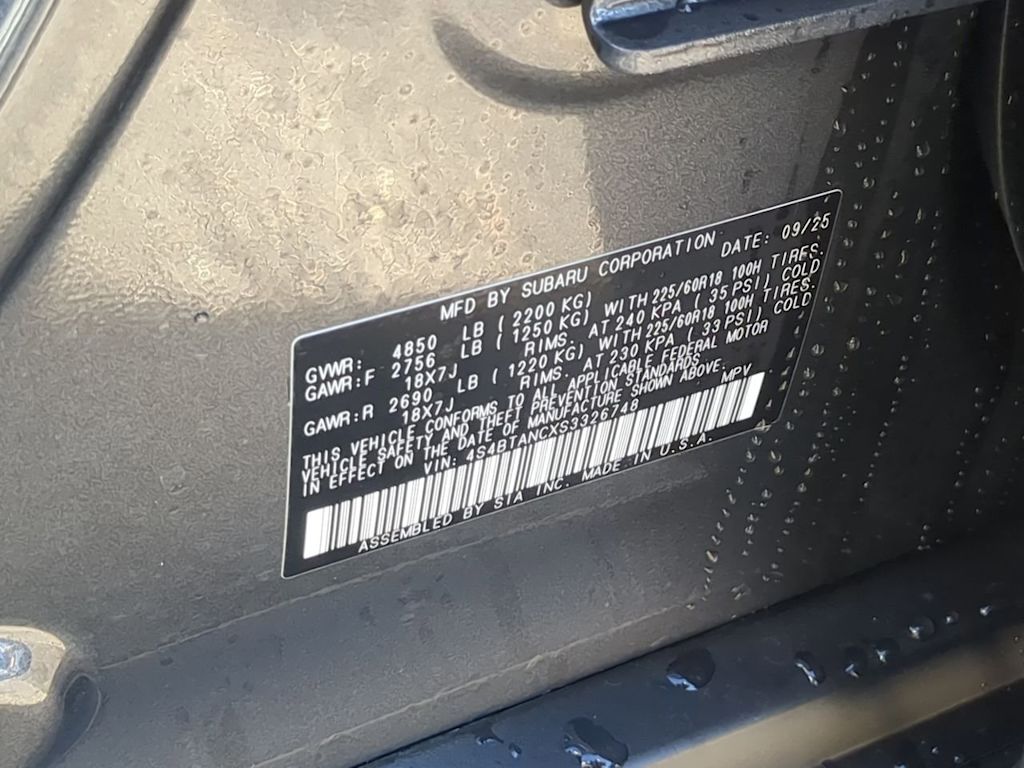 MFD BY SUBARU CORPORATION DATE: 09/25
GVWR: 4850 LB ( 2200 KG)
GAWR:F 2756 LB ( 1250 KG) WITH 225/60R18 100H TIRES.
18X7J RIMS. AT 240 KPA ( 35 PSI) COLD
GAWR:R 2690 LB ( 1220 KG) WITH 225/60R18 100H TIRES.
18X7J RIMS. AT 230 KPA ( 33 PSI) COLD
THIS VEHICLE CONFORMS TO ALL APPLICABLE FEDERAL MOTOR
VEHICLE SAFETY AND THEFT PREVENTION STANDARDS
IN EFFECT ON THE DATE OF MANUFACTURE SHOWN ABOVE.
VIN: 4S4BTANCXS3326748 MPV
ASSEMBLED BY SIA INC. MADE IN U.S.A.